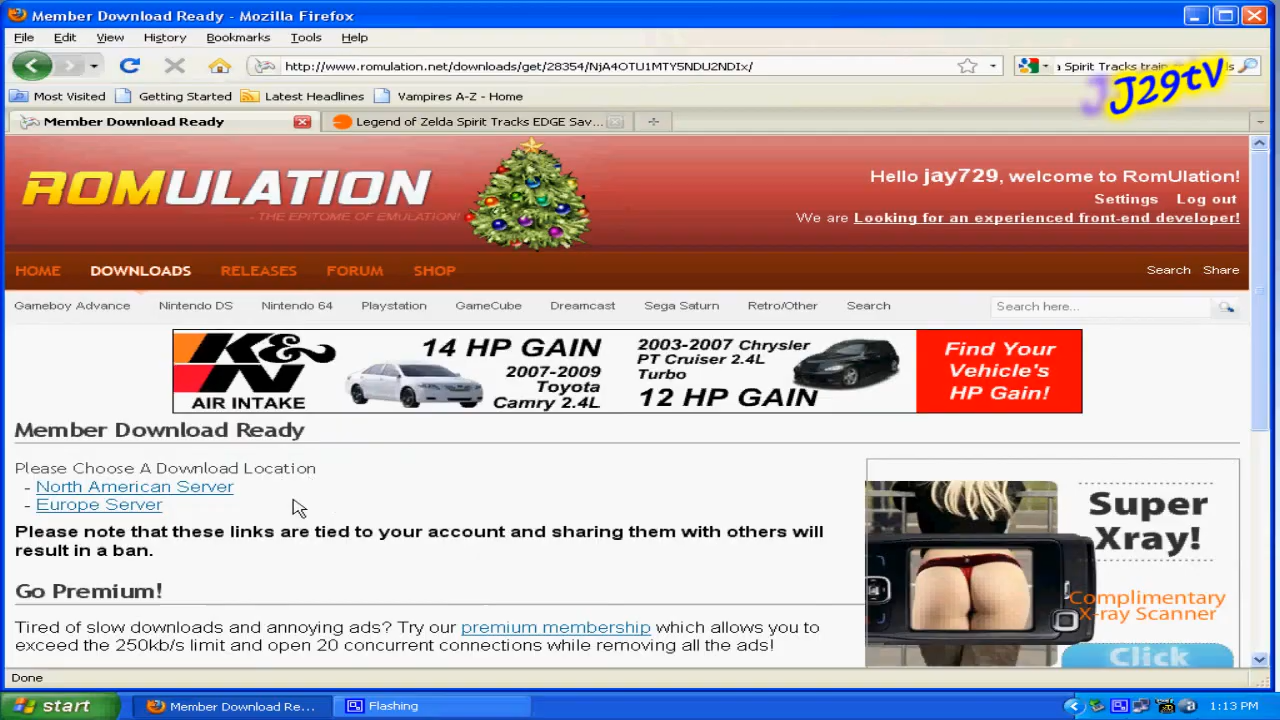 Member Download Ready - Mozilla Firefox
File Edit View History Bookmarks Tools Help
http://www.romulation.net/downloads/get/28354/NjA4OTU1MTY5NDU2NDIx/
Spirit Tracks
JJ29tV
Most Visited Getting Started Latest Headlines Vampires A-Z - Home
Member Download Ready Legend of Zelda Spirit Tracks EDGE Sav...
ROMULATION
- THE EPITOME OF EMULATION!
Hello jay729, welcome to RomUlation!
Settings Log out
We are Looking for an experienced front-end developer!
HOME DOWNLOADS RELEASES FORUM SHOP
Search Share
Gameboy Advance Nintendo DS Nintendo 64 Playstation GameCube Dreamcast Sega Saturn Retro/Other Search
Search here...
K&N
AIR INTAKE
14 HP GAIN
2007-2009
Toyota
Camry 2.4L
2003-2007 Chrysler
PT Cruiser 2.4L
Turbo
12 HP GAIN
Find Your
Vehicle's
HP Gain!
Member Download Ready
Please Choose A Download Location
- North American Server
- Europe Server
Please note that these links are tied to your account and sharing them with others will
result in a ban.
Go Premium!
Tired of slow downloads and annoying ads? Try our premium membership which allows you to
exceed the 250kb/s limit and open 20 concurrent connections while removing all the ads!
Super
Xray!
Complimentary
X-ray Scanner
Click
Done
start Member Download Re... Flashing 1:13 PM